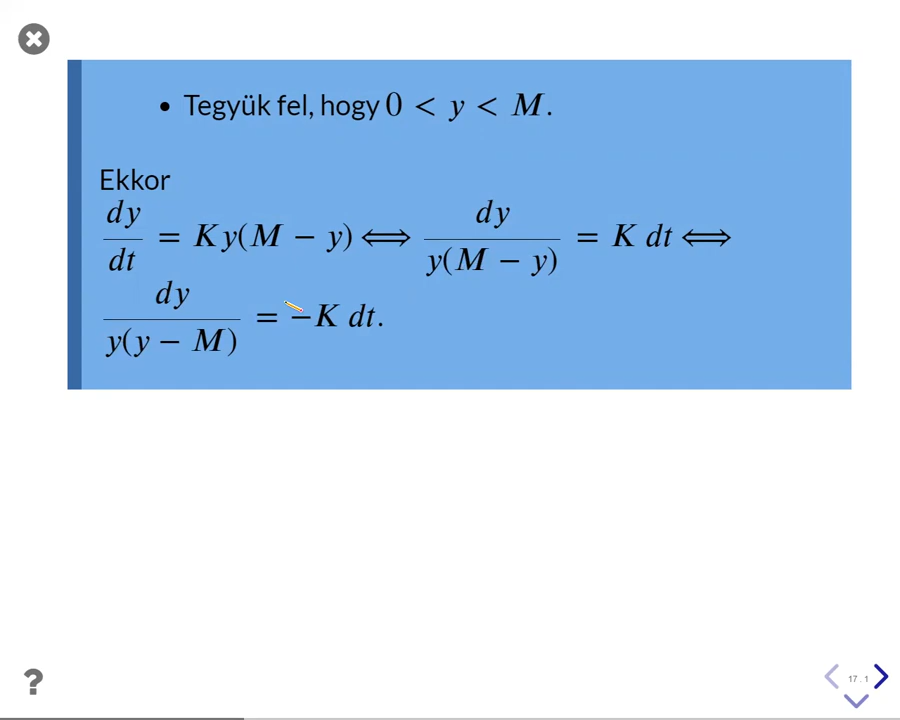 • Tegyük fel, hogy 0 < y < M.
Ekkor
dy/dt = Ky(M − y) ⟺ dy/(y(M − y)) = K dt ⟺
dy/(y(y − M)) = −K dt.
?
17 . 1